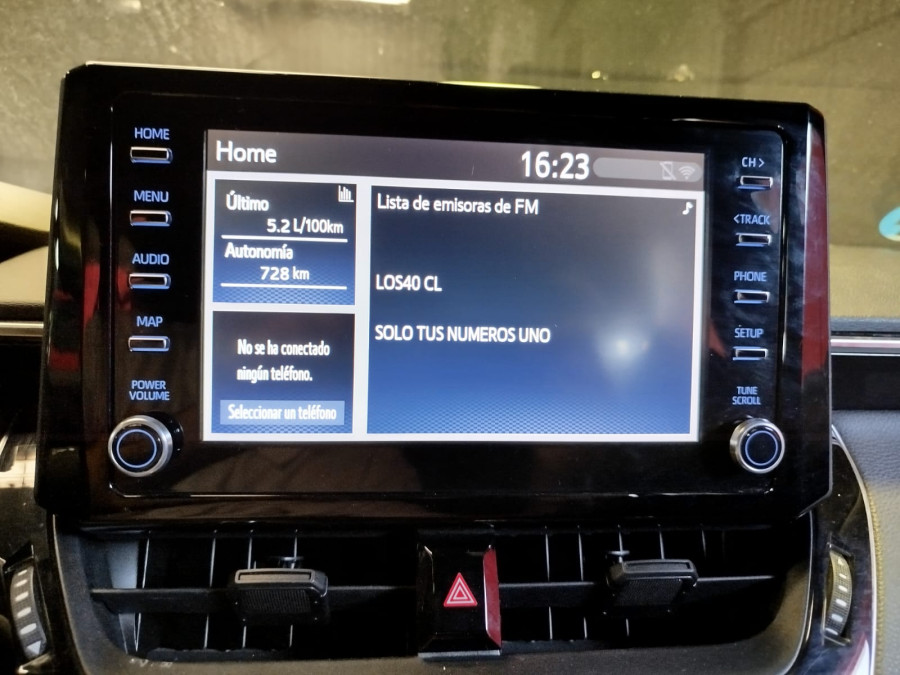 HOME
MENU
AUDIO
MAP
POWER
VOLUME
Home
16:23
Último
5.2 L/100km
Autonomía
728 km
No se ha conectado
ningún teléfono.
Seleccionar un teléfono
Lista de emisoras de FM
LOS40 CL
SOLO TUS NUMEROS UNO
CH>
<TRACK
PHONE
SETUP
TUNE
SCROLL